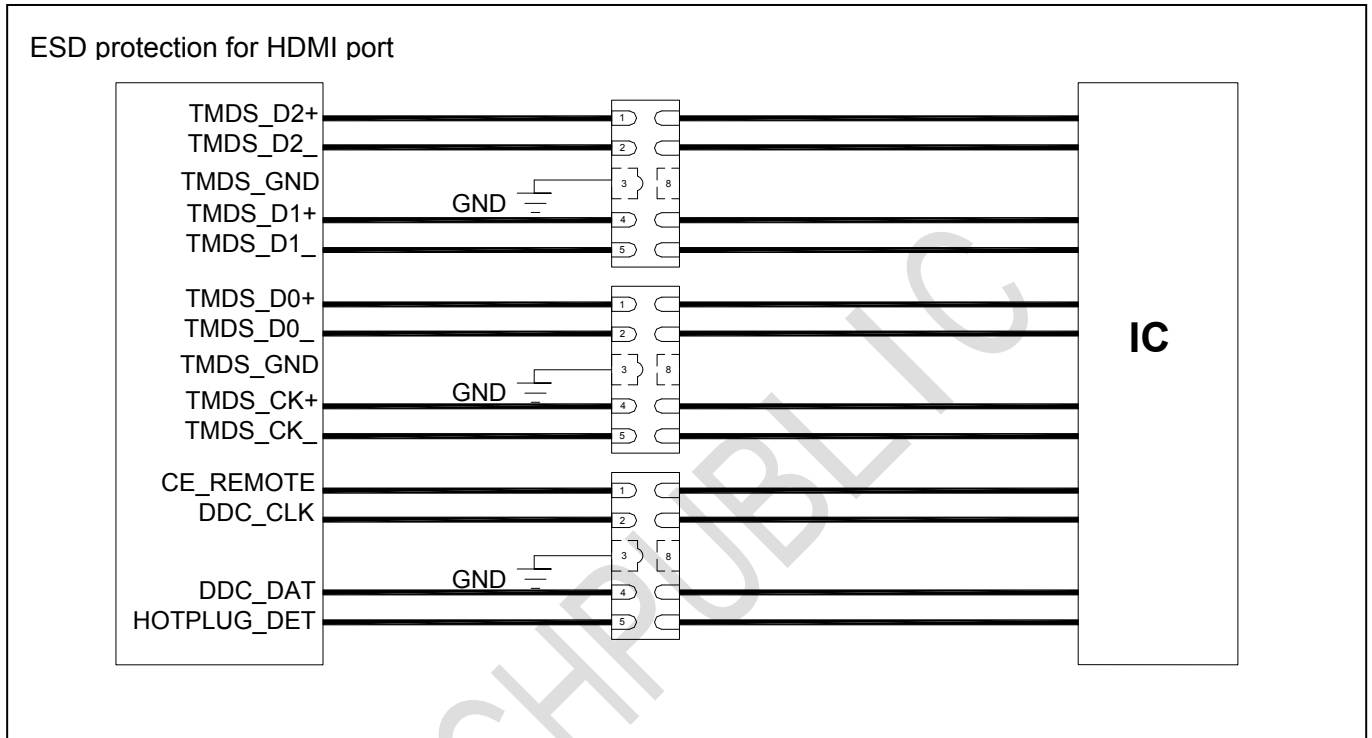 ESD protection for HDMI port
TMDS_D2+
TMDS_D2_
TMDS_GND
TMDS_D1+
TMDS_D1_
GND
1
2
3 8
4
5
TMDS_D0+
TMDS_D0_
TMDS_GND
TMDS_CK+
TMDS_CK_
GND
1
2
3 8
4
5
CE_REMOTE
DDC_CLK
DDC_DAT
HOTPLUG_DET
GND
1
2
3 8
4
5
IC
CHPUBLIC